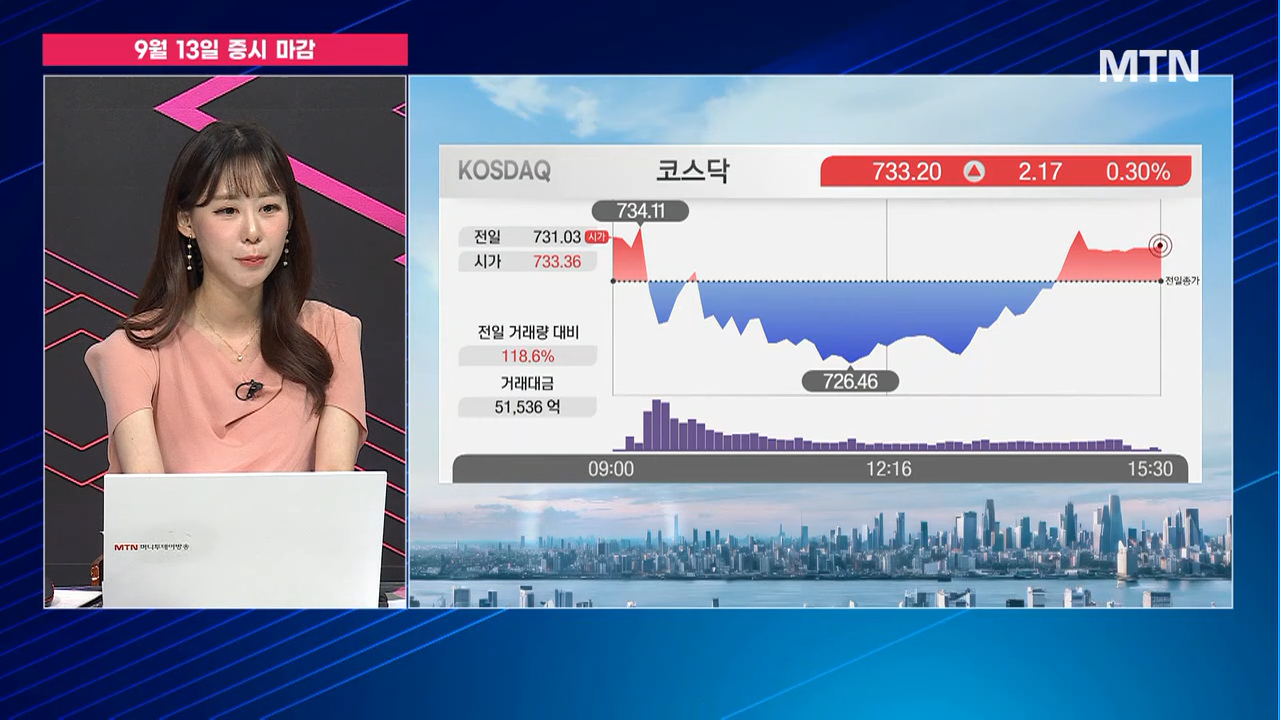 9월 13일 증시 마감
MTN
KOSDAQ
코스닥
733.20 ▲ 2.17 0.30%
734.11
전일 731.03
시가
시가 733.36
전일종가
전일 거래량 대비
118.6%
거래대금
51,536 억
726.46
09:00 12:16 15:30
MTN 머니투데이방송